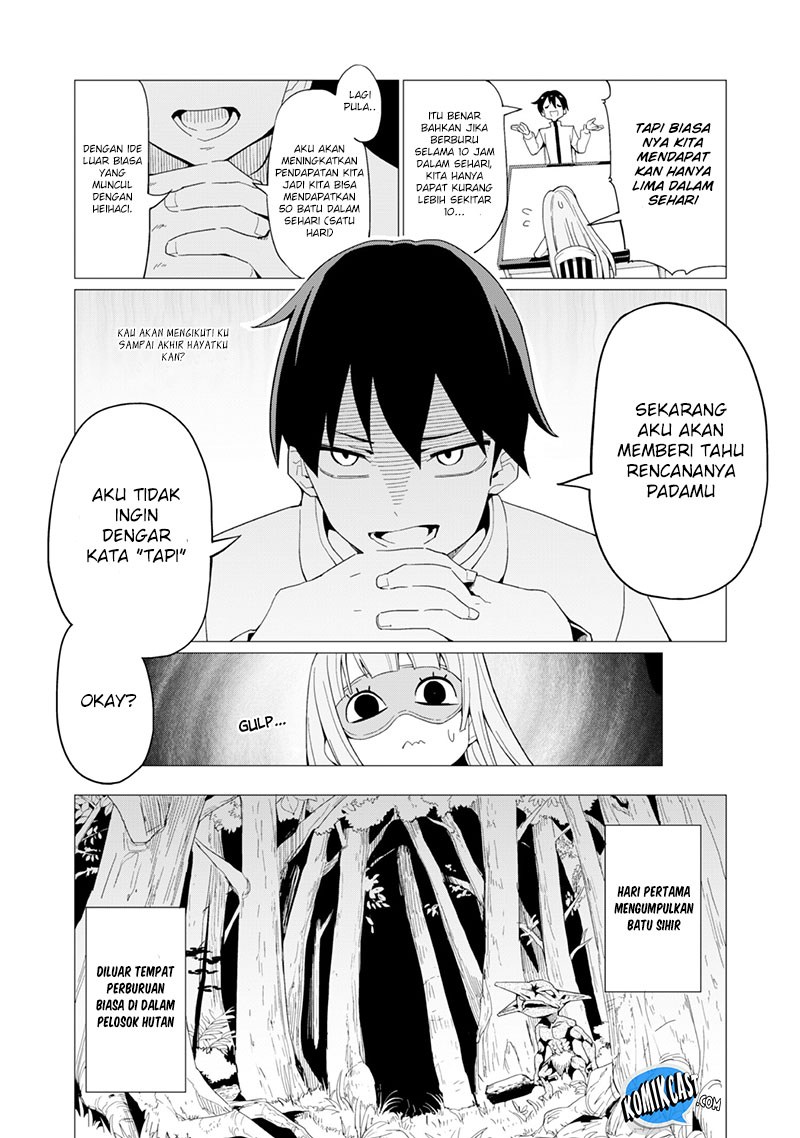 TAPI BIASA
NYA KITA
MENDAPAT
KAN HANYA
LIMA DALAM
SEHARI
ITU BENAR
BAHKAN JIKA
BERBURU
SELAMA 10 JAM
DALAM SEHARI,
KITA HANYA
DAPAT KURANG
LEBIH SEKITAR
10...
LAGI
PULA..
AKU AKAN
MENINGKATKAN
PENDAPATAN KITA
JADI KITA BISA
MENDAPATKAN
50 BATU DALAM
SEHARI (SATU
HARI)
DENGAN IDE
LUAR BIASA
YANG
MUNCUL DENGAN
HEIHACI.
SEKARANG
AKU AKAN
MEMBERI TAHU
RENCANANYA
PADAMU
KAU AKAN MENGIKUTI KU
SAMPAI AKHIR HAYATKU
KAN?
AKU TIDAK
INGIN
DENGAR
KATA "TAPI"
OKAY?
GULP...
HARI PERTAMA
MENGUMPULKAN
BATU SIHIR
DILUAR TEMPAT
PERBURUAN
BIASA DI DALAM
PELOSOK HUTAN
KOMIKCAST.COM